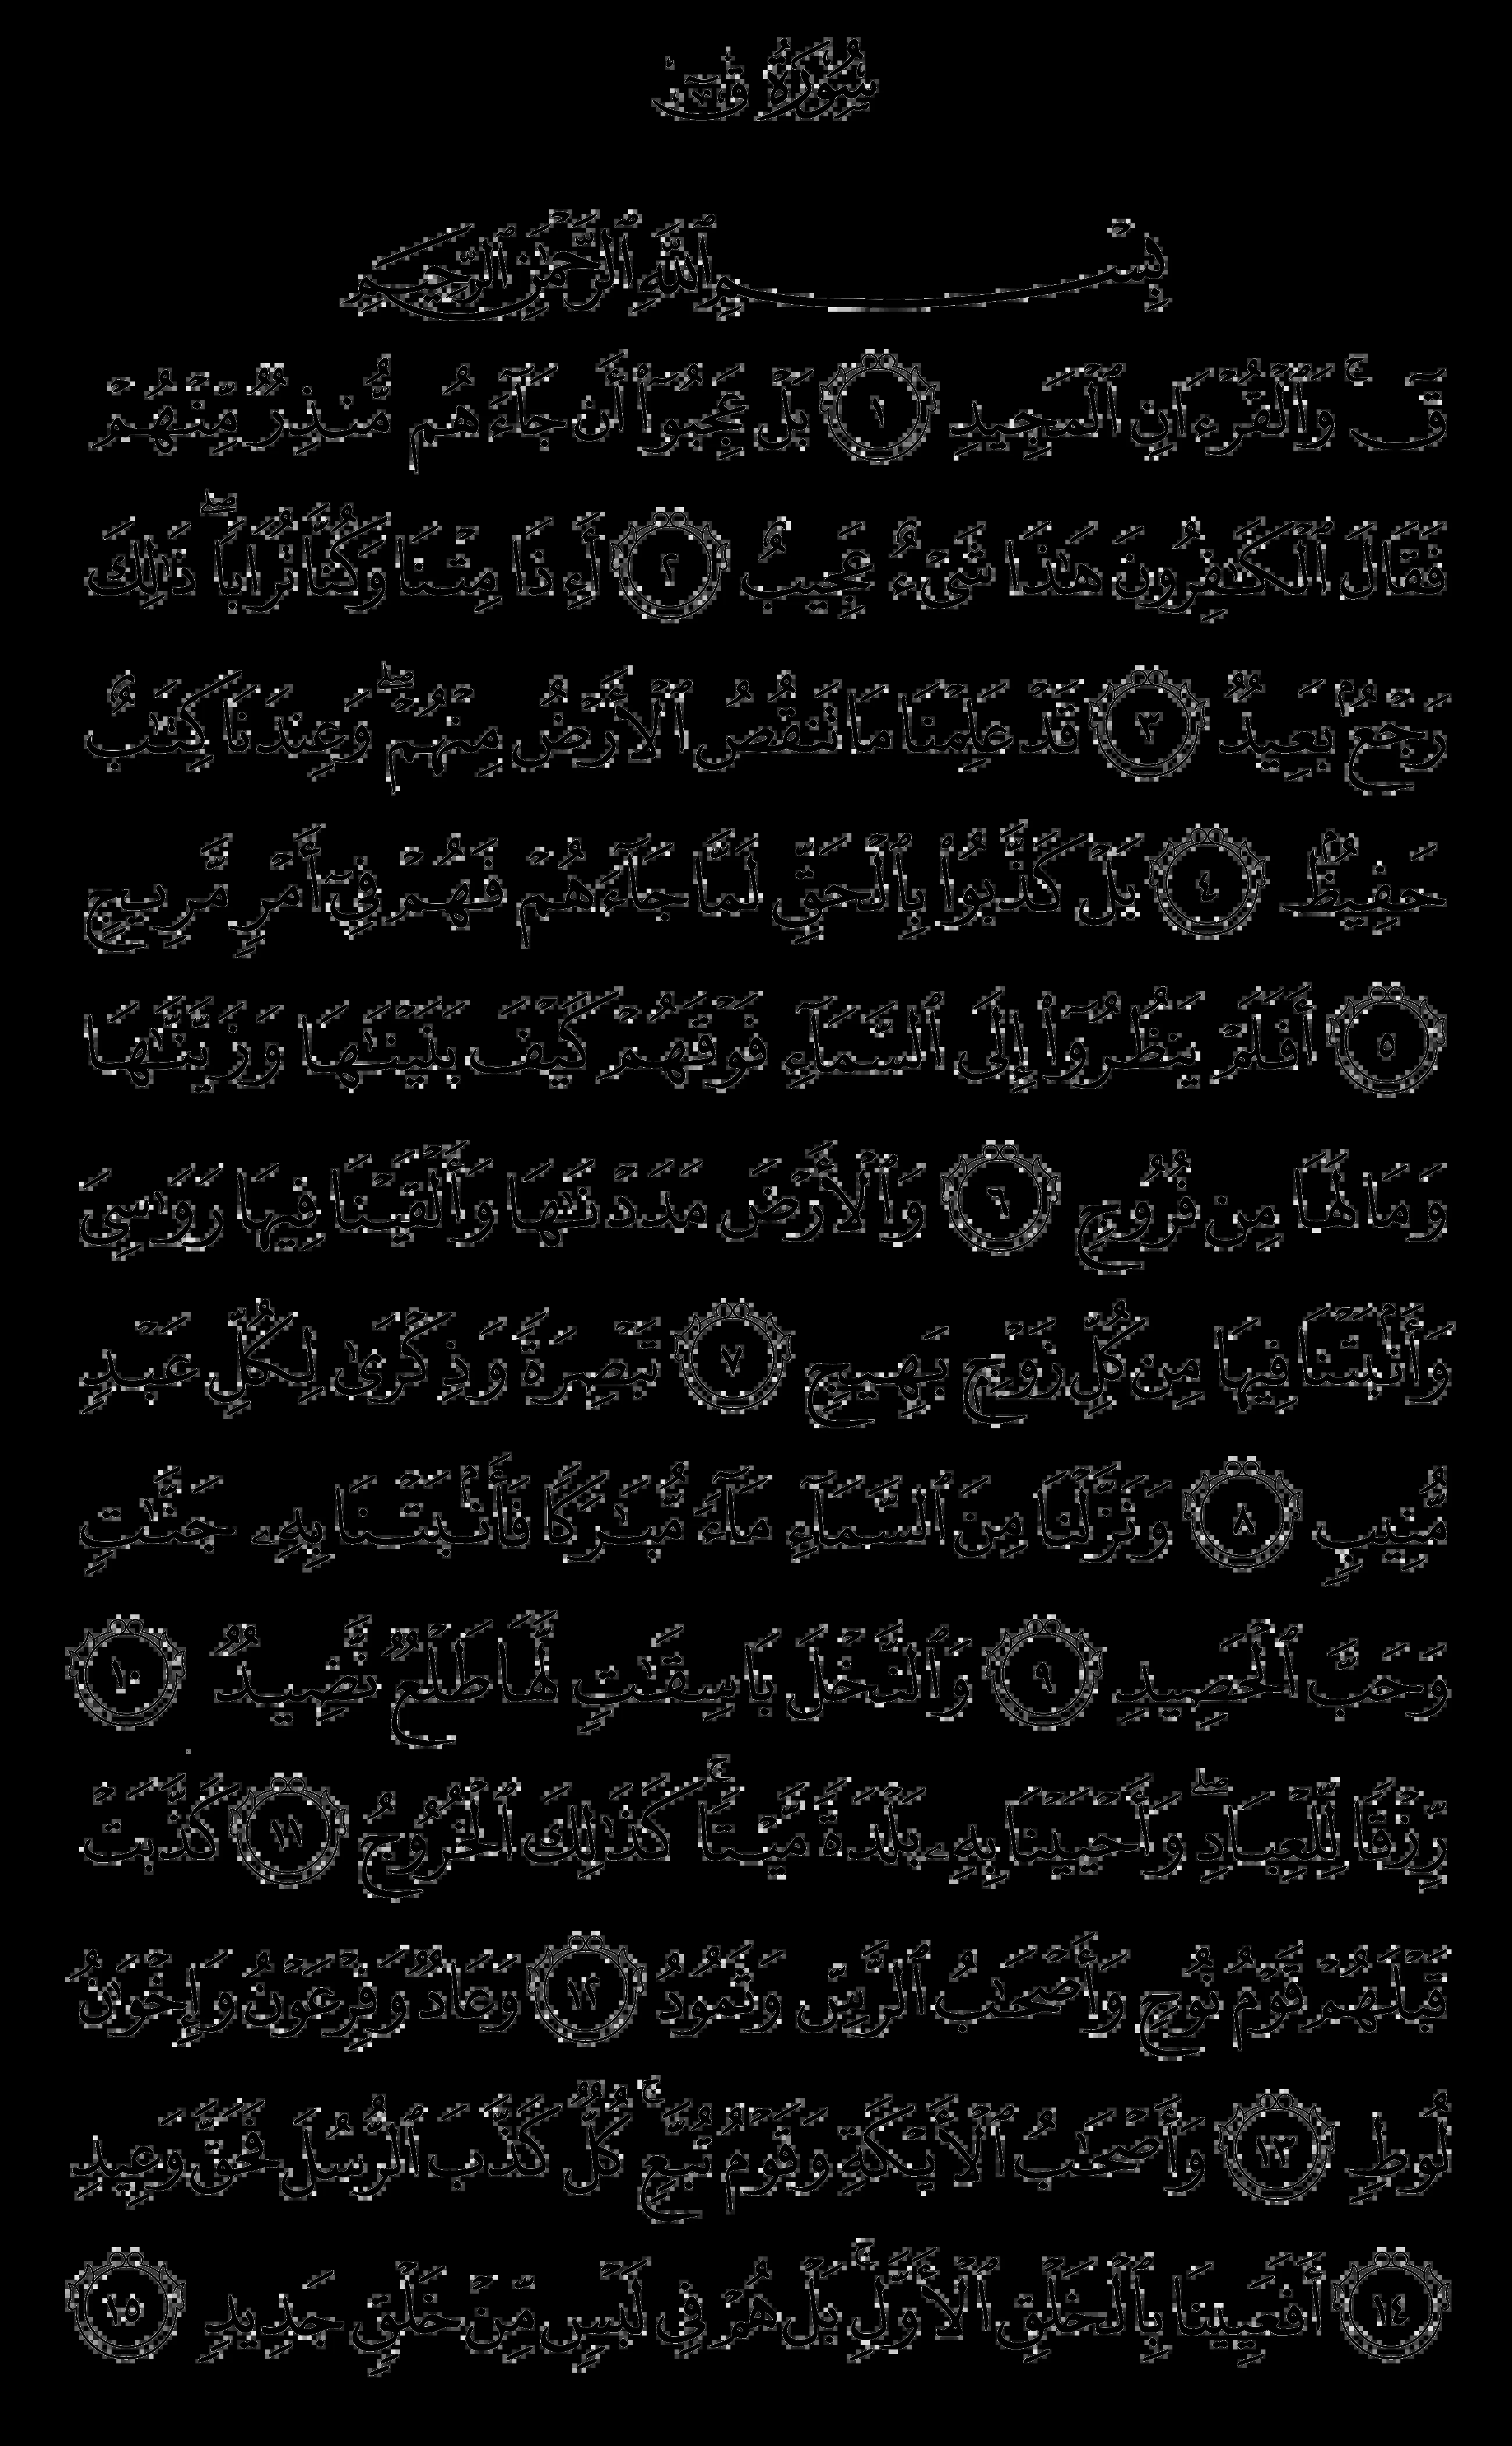 سُورَةُ قٓ
بِسْمِ ٱللَّهِ ٱلرَّحْمَٰنِ ٱلرَّحِيمِ
قٓ ۚ وَٱلْقُرْءَانِ ٱلْمَجِيدِ ١ بَلْ عَجِبُوٓا۟ أَن جَآءَهُم مُّنذِرٌ مِّنْهُمْ
فَقَالَ ٱلْكَٰفِرُونَ هَٰذَا شَىْءٌ عَجِيبٌ ٢ أَءِذَا مِتْنَا وَكُنَّا تُرَابًا ۖ ذَٰلِكَ
رَجْعٌۢ بَعِيدٌ ٣ قَدْ عَلِمْنَا مَا تَنقُصُ ٱلْأَرْضُ مِنْهُمْ ۖ وَعِندَنَا كِتَٰبٌ
حَفِيظٌۢ ٤ بَلْ كَذَّبُوا۟ بِٱلْحَقِّ لَمَّا جَآءَهُمْ فَهُمْ فِىٓ أَمْرٍ مَّرِيجٍ
٥ أَفَلَمْ يَنظُرُوٓا۟ إِلَى ٱلسَّمَآءِ فَوْقَهُمْ كَيْفَ بَنَيْنَٰهَا وَزَيَّنَّٰهَا
وَمَا لَهَا مِن فُرُوجٍ ٦ وَٱلْأَرْضَ مَدَدْنَٰهَا وَأَلْقَيْنَا فِيهَا رَوَٰسِىَ
وَأَنۢبَتْنَا فِيهَا مِن كُلِّ زَوْجٍۭ بَهِيجٍ ٧ تَبْصِرَةً وَذِكْرَىٰ لِكُلِّ عَبْدٍ
مُّنِيبٍ ٨ وَنَزَّلْنَا مِنَ ٱلسَّمَآءِ مَآءً مُّبَٰرَكًا فَأَنۢبَتْنَا بِهِۦ جَنَّٰتٍ
وَحَبَّ ٱلْحَصِيدِ ٩ وَٱلنَّخْلَ بَاسِقَٰتٍ لَّهَا طَلْعٌ نَّضِيدٌ ١٠
رِّزْقًا لِّلْعِبَادِ ۖ وَأَحْيَيْنَا بِهِۦ بَلْدَةً مَّيْتًا ۚ كَذَٰلِكَ ٱلْخُرُوجُ ١١ كَذَّبَتْ
قَبْلَهُمْ قَوْمُ نُوحٍ وَأَصْحَٰبُ ٱلرَّسِّ وَثَمُودُ ١٢ وَعَادٌ وَفِرْعَوْنُ وَإِخْوَٰنُ
لُوطٍ ١٣ وَأَصْحَٰبُ ٱلْأَيْكَةِ وَقَوْمُ تُبَّعٍ ۚ كُلٌّ كَذَّبَ ٱلرُّسُلَ فَحَقَّ وَعِيدِ
١٤ أَفَعَيِينَا بِٱلْخَلْقِ ٱلْأَوَّلِ ۚ بَلْ هُمْ فِى لَبْسٍ مِّنْ خَلْقٍ جَدِيدٍ ١٥